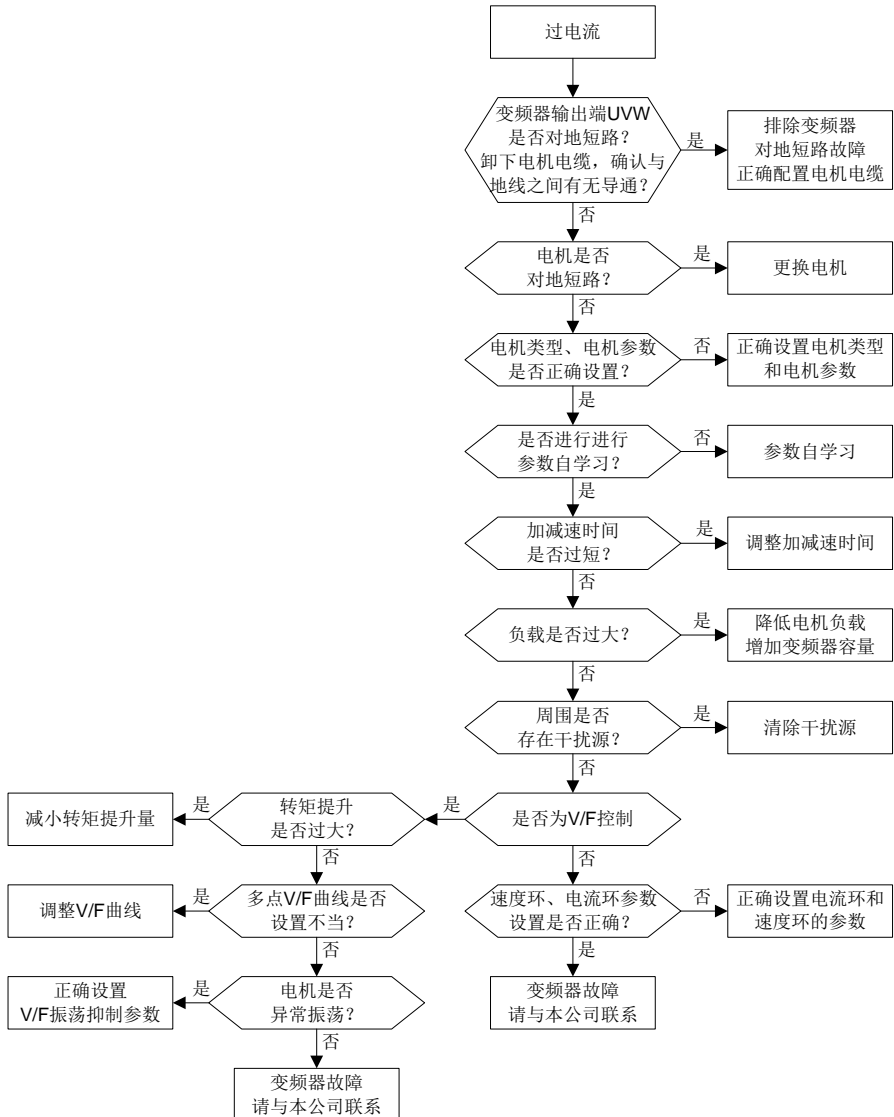 过电流
变频器输出端UVW
是否对地短路？
卸下电机电缆，确认与
地线之间有无导通？
是
排除变频器
对地短路故障
正确配置电机电缆
否
电机是否
对地短路？
是
更换电机
否
电机类型、电机参数
是否正确设置？
否
正确设置电机类型
和电机参数
是
是否进行进行
参数自学习？
否
参数自学习
是
加减速时间
是否过短？
是
调整加减速时间
否
负载是否过大？
是
降低电机负载
增加变频器容量
否
周围是否
存在干扰源？
是
清除干扰源
否
是否为V/F控制
是
转矩提升
是否过大？
是
减小转矩提升量
否
多点V/F曲线是否
设置不当？
是
调整V/F曲线
否
电机是否
异常振荡？
是
正确设置
V/F振荡抑制参数
否
变频器故障
请与本公司联系
否
速度环、电流环参数
设置是否正确？
否
正确设置电流环和
速度环的参数
是
变频器故障
请与本公司联系